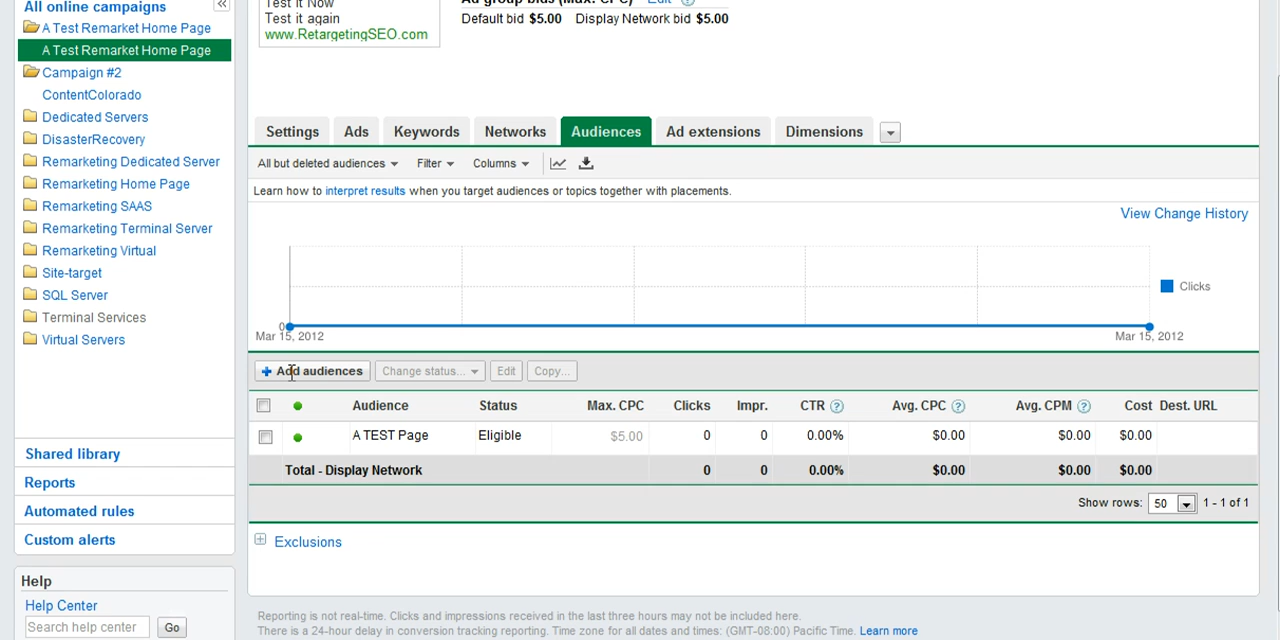 All online campaigns
A Test Remarket Home Page
A Test Remarket Home Page
Campaign #2
ContentColorado
Dedicated Servers
DisasterRecovery
Remarketing Dedicated Server
Remarketing Home Page
Remarketing SAAS
Remarketing Terminal Server
Remarketing Virtual
Site-target
SQL Server
Terminal Services
Virtual Servers
Shared library
Reports
Automated rules
Custom alerts
Help
Help Center
Search help center Go
Test it Now
Test it again
www.RetargetingSEO.com
Ad group bids (Max. CPC) Edit ?
Default bid $5.00 Display Network bid $5.00
Settings Ads Keywords Networks Audiences Ad extensions Dimensions
All but deleted audiences Filter Columns
Learn how to interpret results when you target audiences or topics together with placements.
View Change History
Clicks
0
Mar 15, 2012 Mar 15, 2012
+ Add audiences Change status... Edit Copy...
Audience Status Max. CPC Clicks Impr. CTR ? Avg. CPC ? Avg. CPM ? Cost Dest. URL
A TEST Page Eligible $5.00 0 0 0.00% $0.00 $0.00 $0.00
Total - Display Network 0 0 0.00% $0.00 $0.00 $0.00
Show rows: 50 1 - 1 of 1
Exclusions
Reporting is not real-time. Clicks and impressions received in the last three hours may not be included here.
There is a 24-hour delay in conversion tracking reporting. Time zone for all dates and times: (GMT-08:00) Pacific Time. Learn more